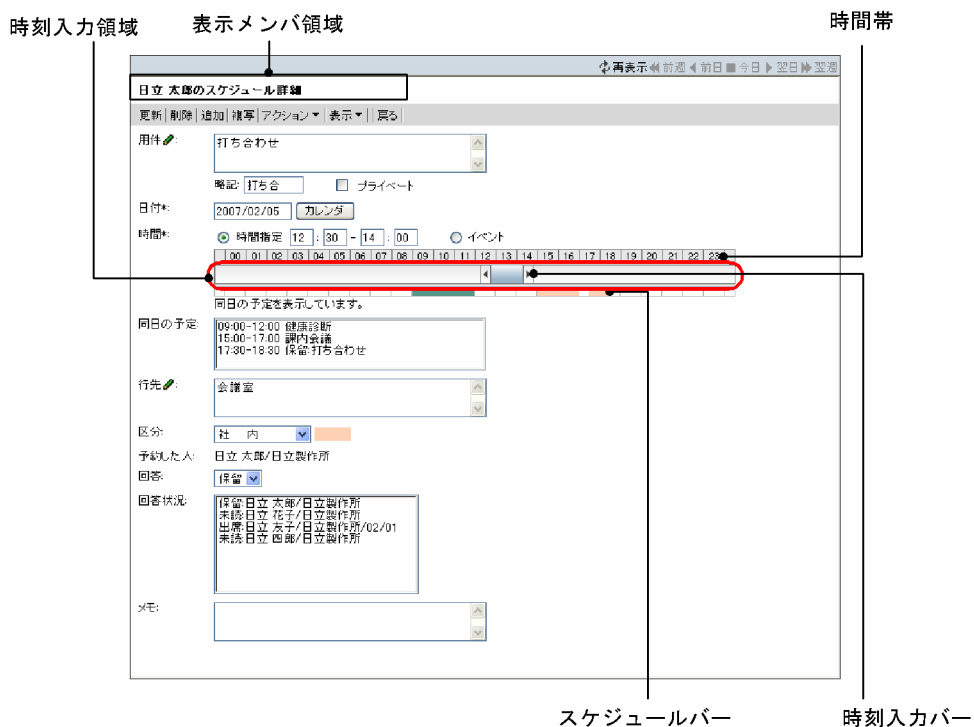 時刻入力領域 表示メンバ領域 時間帯
再表示 前週 前日 今日 翌日 翌週
日立 太郎のスケジュール詳細
更新 | 削除 | 追加 | 複写 | アクション▼ | 表示▼ | | 戻る |
用件 :
打ち合わせ
略記: 打ち合 プライベート
日付*: 2007/02/05 カレンダ
時間*: 時間指定 12 : 30 - 14 : 00 イベント
00 01 02 03 04 05 06 07 08 09 10 11 12 13 14 15 16 17 18 19 20 21 22 23
同日の予定を表示しています。
同日の予定: 09:00-12:00 健康診断
15:00-17:00 課内会議
17:30-18:30 保留:打ち合わせ
行先 : 会議室
区分: 社 内
予約した人: 日立 太郎/日立製作所
回答: 保留
回答状況: 保留:日立 太郎/日立製作所
未読:日立 花子/日立製作所
出席:日立 友子/日立製作所/02/01
未読:日立 四郎/日立製作所
メモ:
スケジュールバー 時刻入力バー